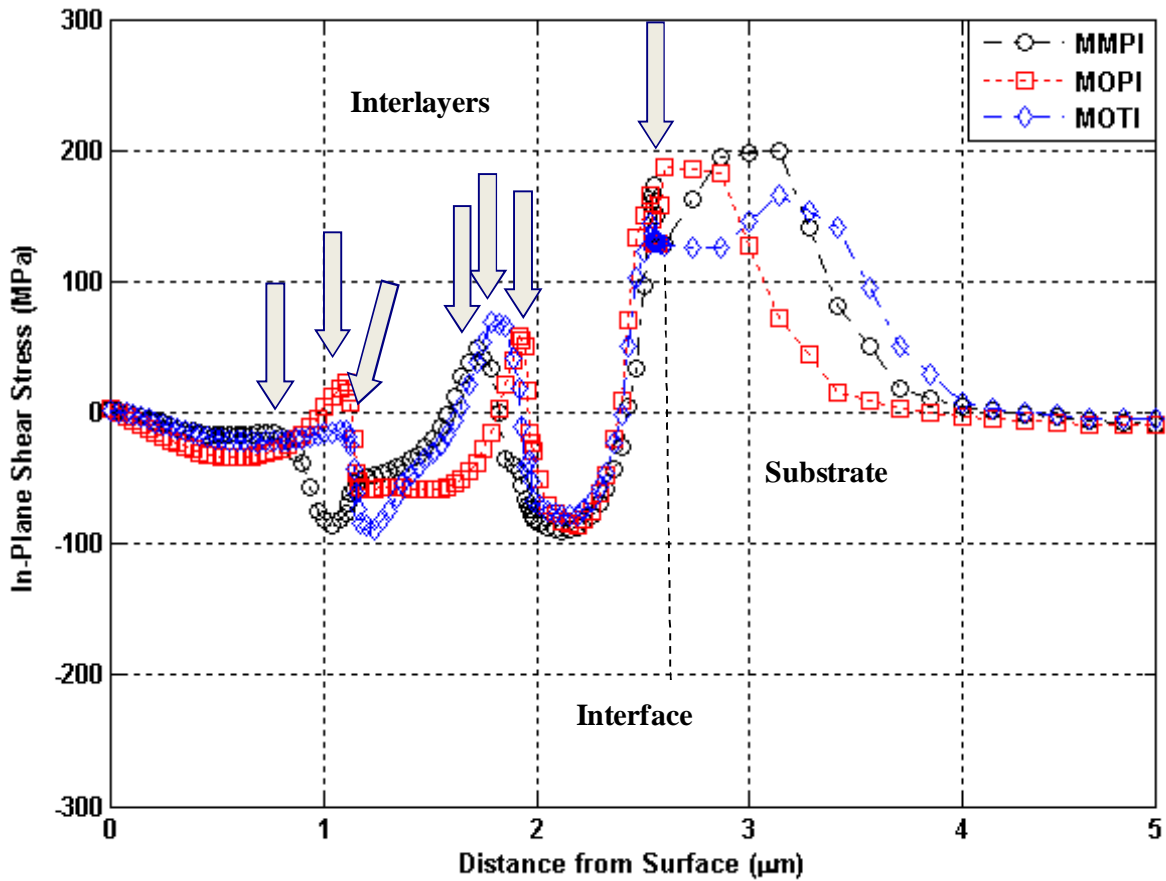 300
200
100
0
-100
-200
-300
In-Plane Shear Stress (MPa)
MMPI
MOPI
MOTI
Interlayers
Substrate
Interface
0 1 2 3 4 5
Distance from Surface (μm)